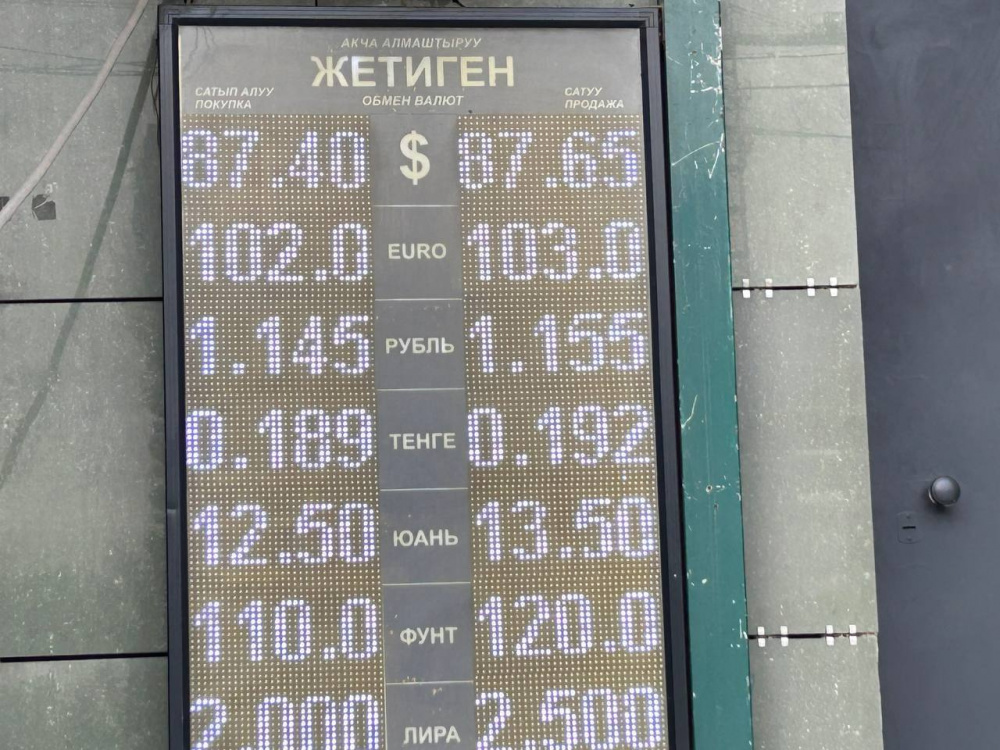 АКЧА АЛМАШТЫРУУ
ЖЕТИГЕН
САТЫП АЛУУ
ПОКУПКА
ОБМЕН ВАЛЮТ
САТУУ
ПРОДАЖА
87.40 $ 87.65
102.0 EURO 103.0
1.145 РУБЛЬ 1.155
0.189 ТЕНГЕ 0.192
12.50 ЮАНЬ 13.50
110.0 ФУНТ 120.0
2.000 ЛИРА 2.500